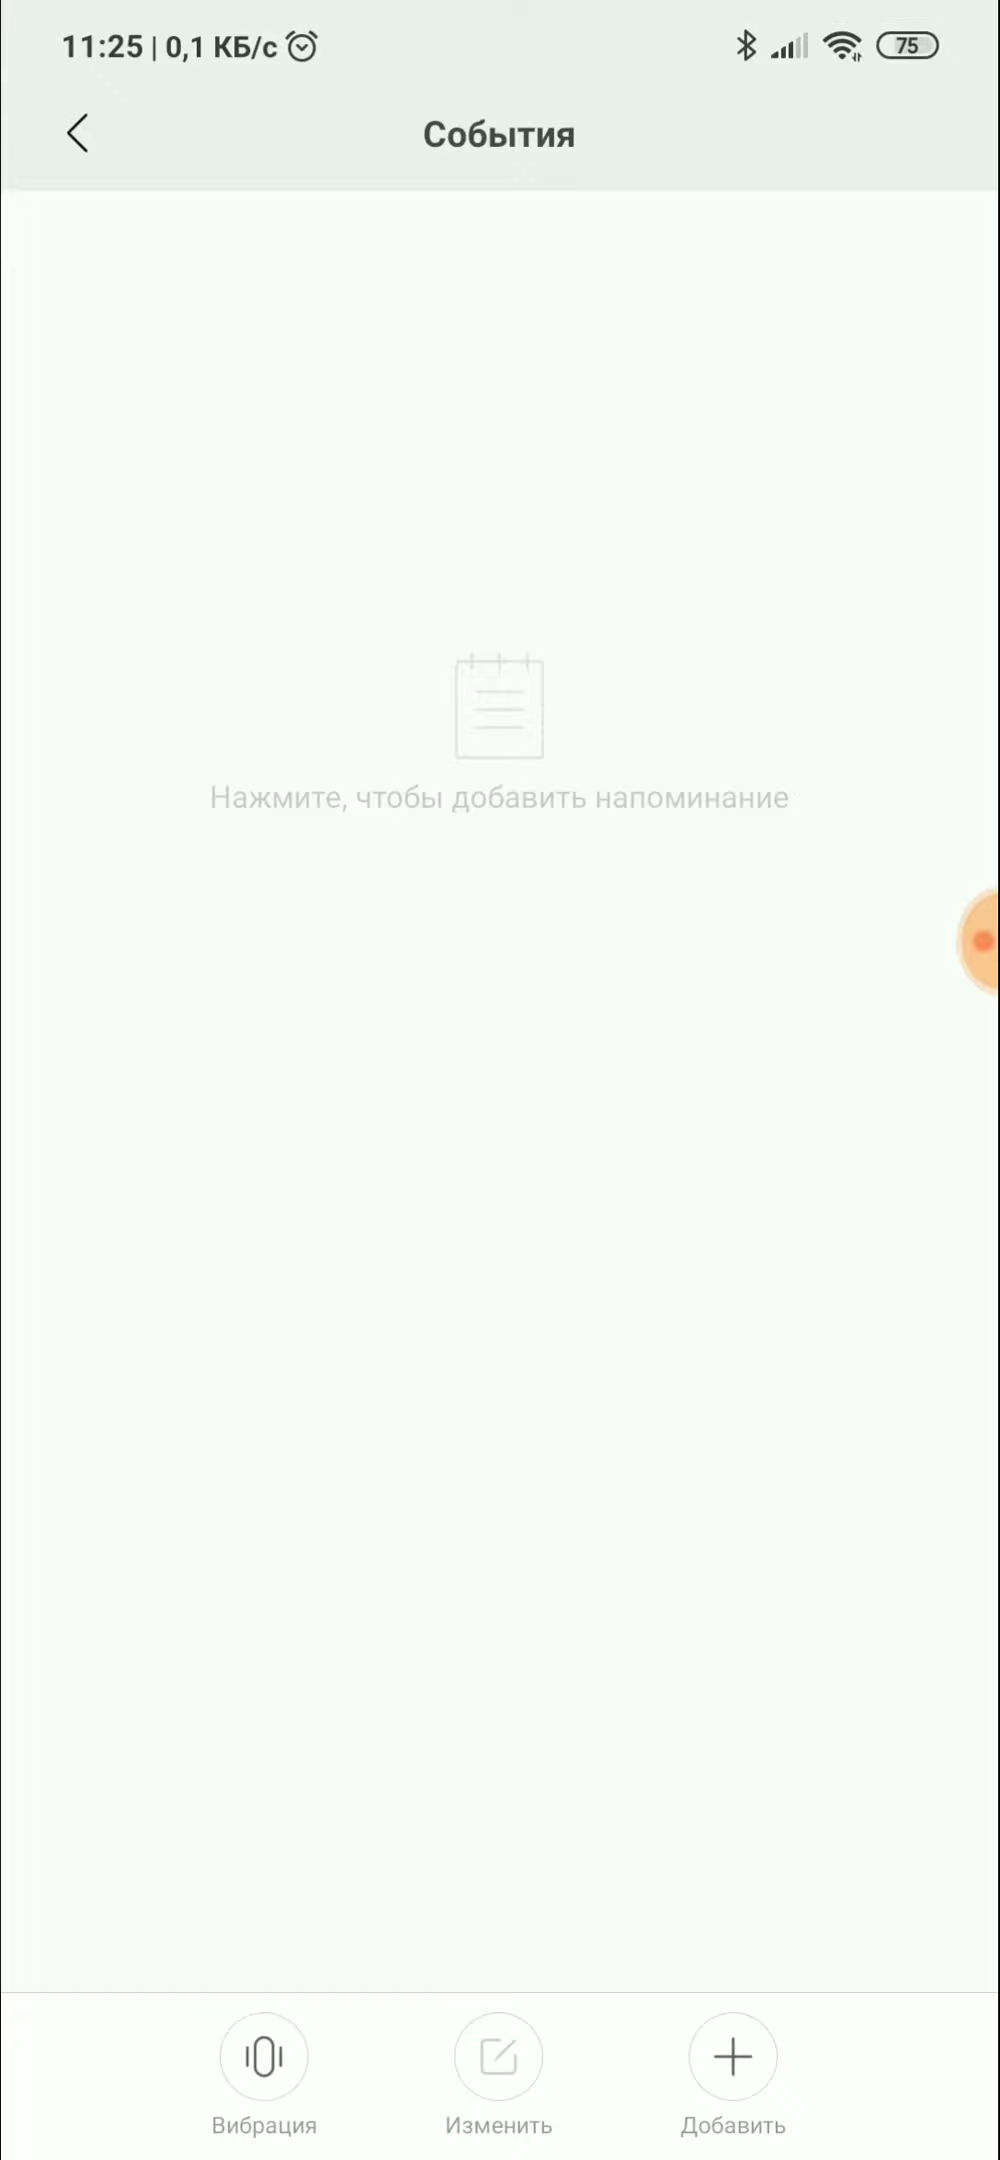 11:25 | 0,1 КБ/с
75
События
Нажмите, чтобы добавить напоминание
Вибрация
Изменить
Добавить